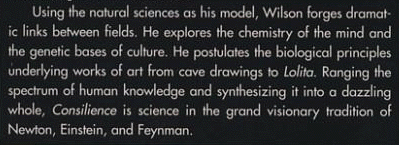 Using the natural sciences as his model, Wilson forges dramat-
ic links between fields. He explores the chemistry of the mind and
the genetic bases of culture. He postulates the biological principles
underlying works of art from cave drawings to Lolita. Ranging the
spectrum of human knowledge and synthesizing it into a dazzling
whole, Consilience is science in the grand visionary tradition of
Newton, Einstein, and Feynman.